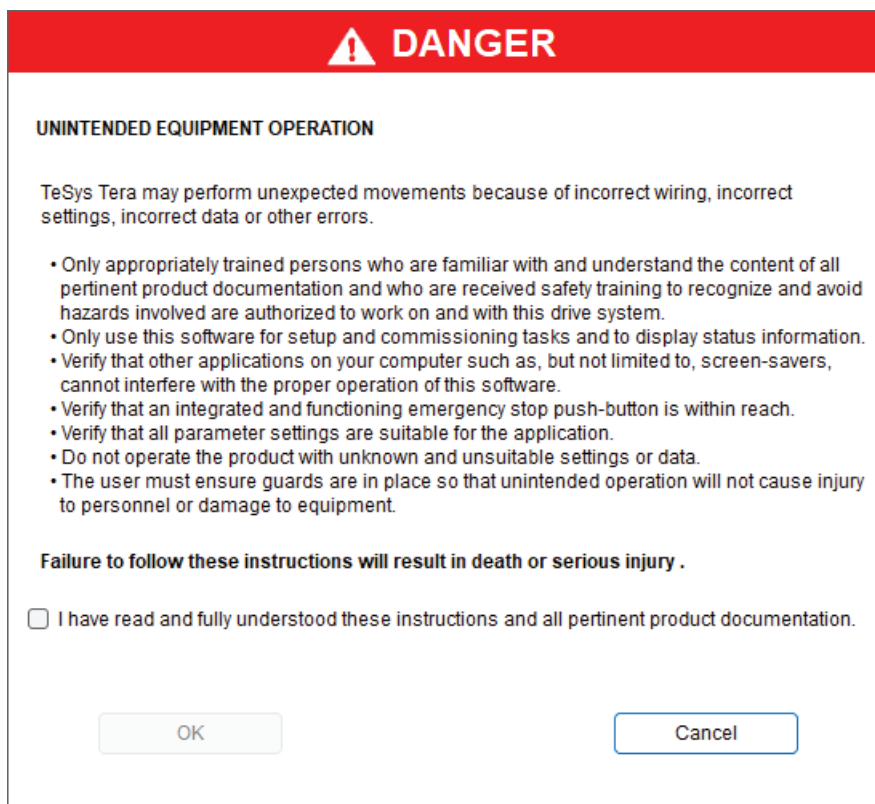 DANGER
UNINTENDED EQUIPMENT OPERATION
TeSys Tera may perform unexpected movements because of incorrect wiring, incorrect
settings, incorrect data or other errors.
• Only appropriately trained persons who are familiar with and understand the content of all
pertinent product documentation and who are received safety training to recognize and avoid
hazards involved are authorized to work on and with this drive system.
• Only use this software for setup and commissioning tasks and to display status information.
• Verify that other applications on your computer such as, but not limited to, screen-savers,
cannot interfere with the proper operation of this software.
• Verify that an integrated and functioning emergency stop push-button is within reach.
• Verify that all parameter settings are suitable for the application.
• Do not operate the product with unknown and unsuitable settings or data.
• The user must ensure guards are in place so that unintended operation will not cause injury
to personnel or damage to equipment.
Failure to follow these instructions will result in death or serious injury .
I have read and fully understood these instructions and all pertinent product documentation.
OK
Cancel